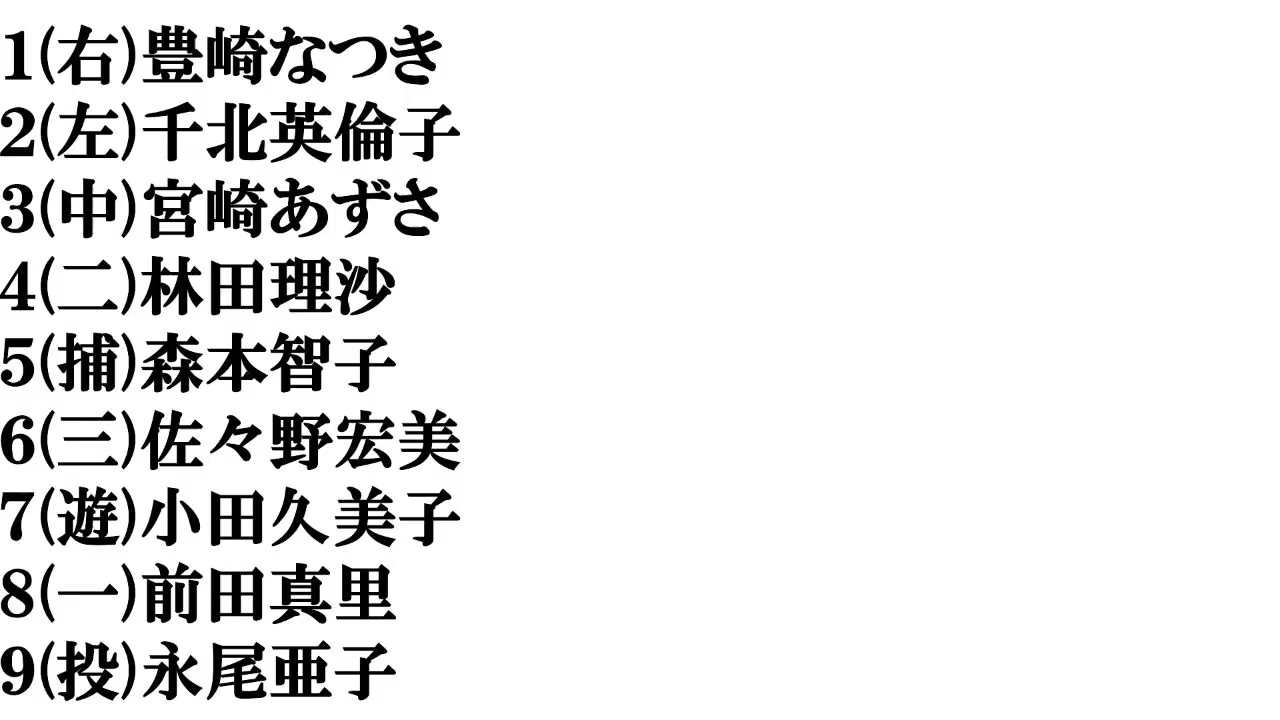 1(右)豊崎なつき
2(左)千北英倫子
3(中)宮崎あずさ
4(二)林田理沙
5(捕)森本智子
6(三)佐々野宏美
7(遊)小田久美子
8(一)前田真里
9(投)永尾亜子